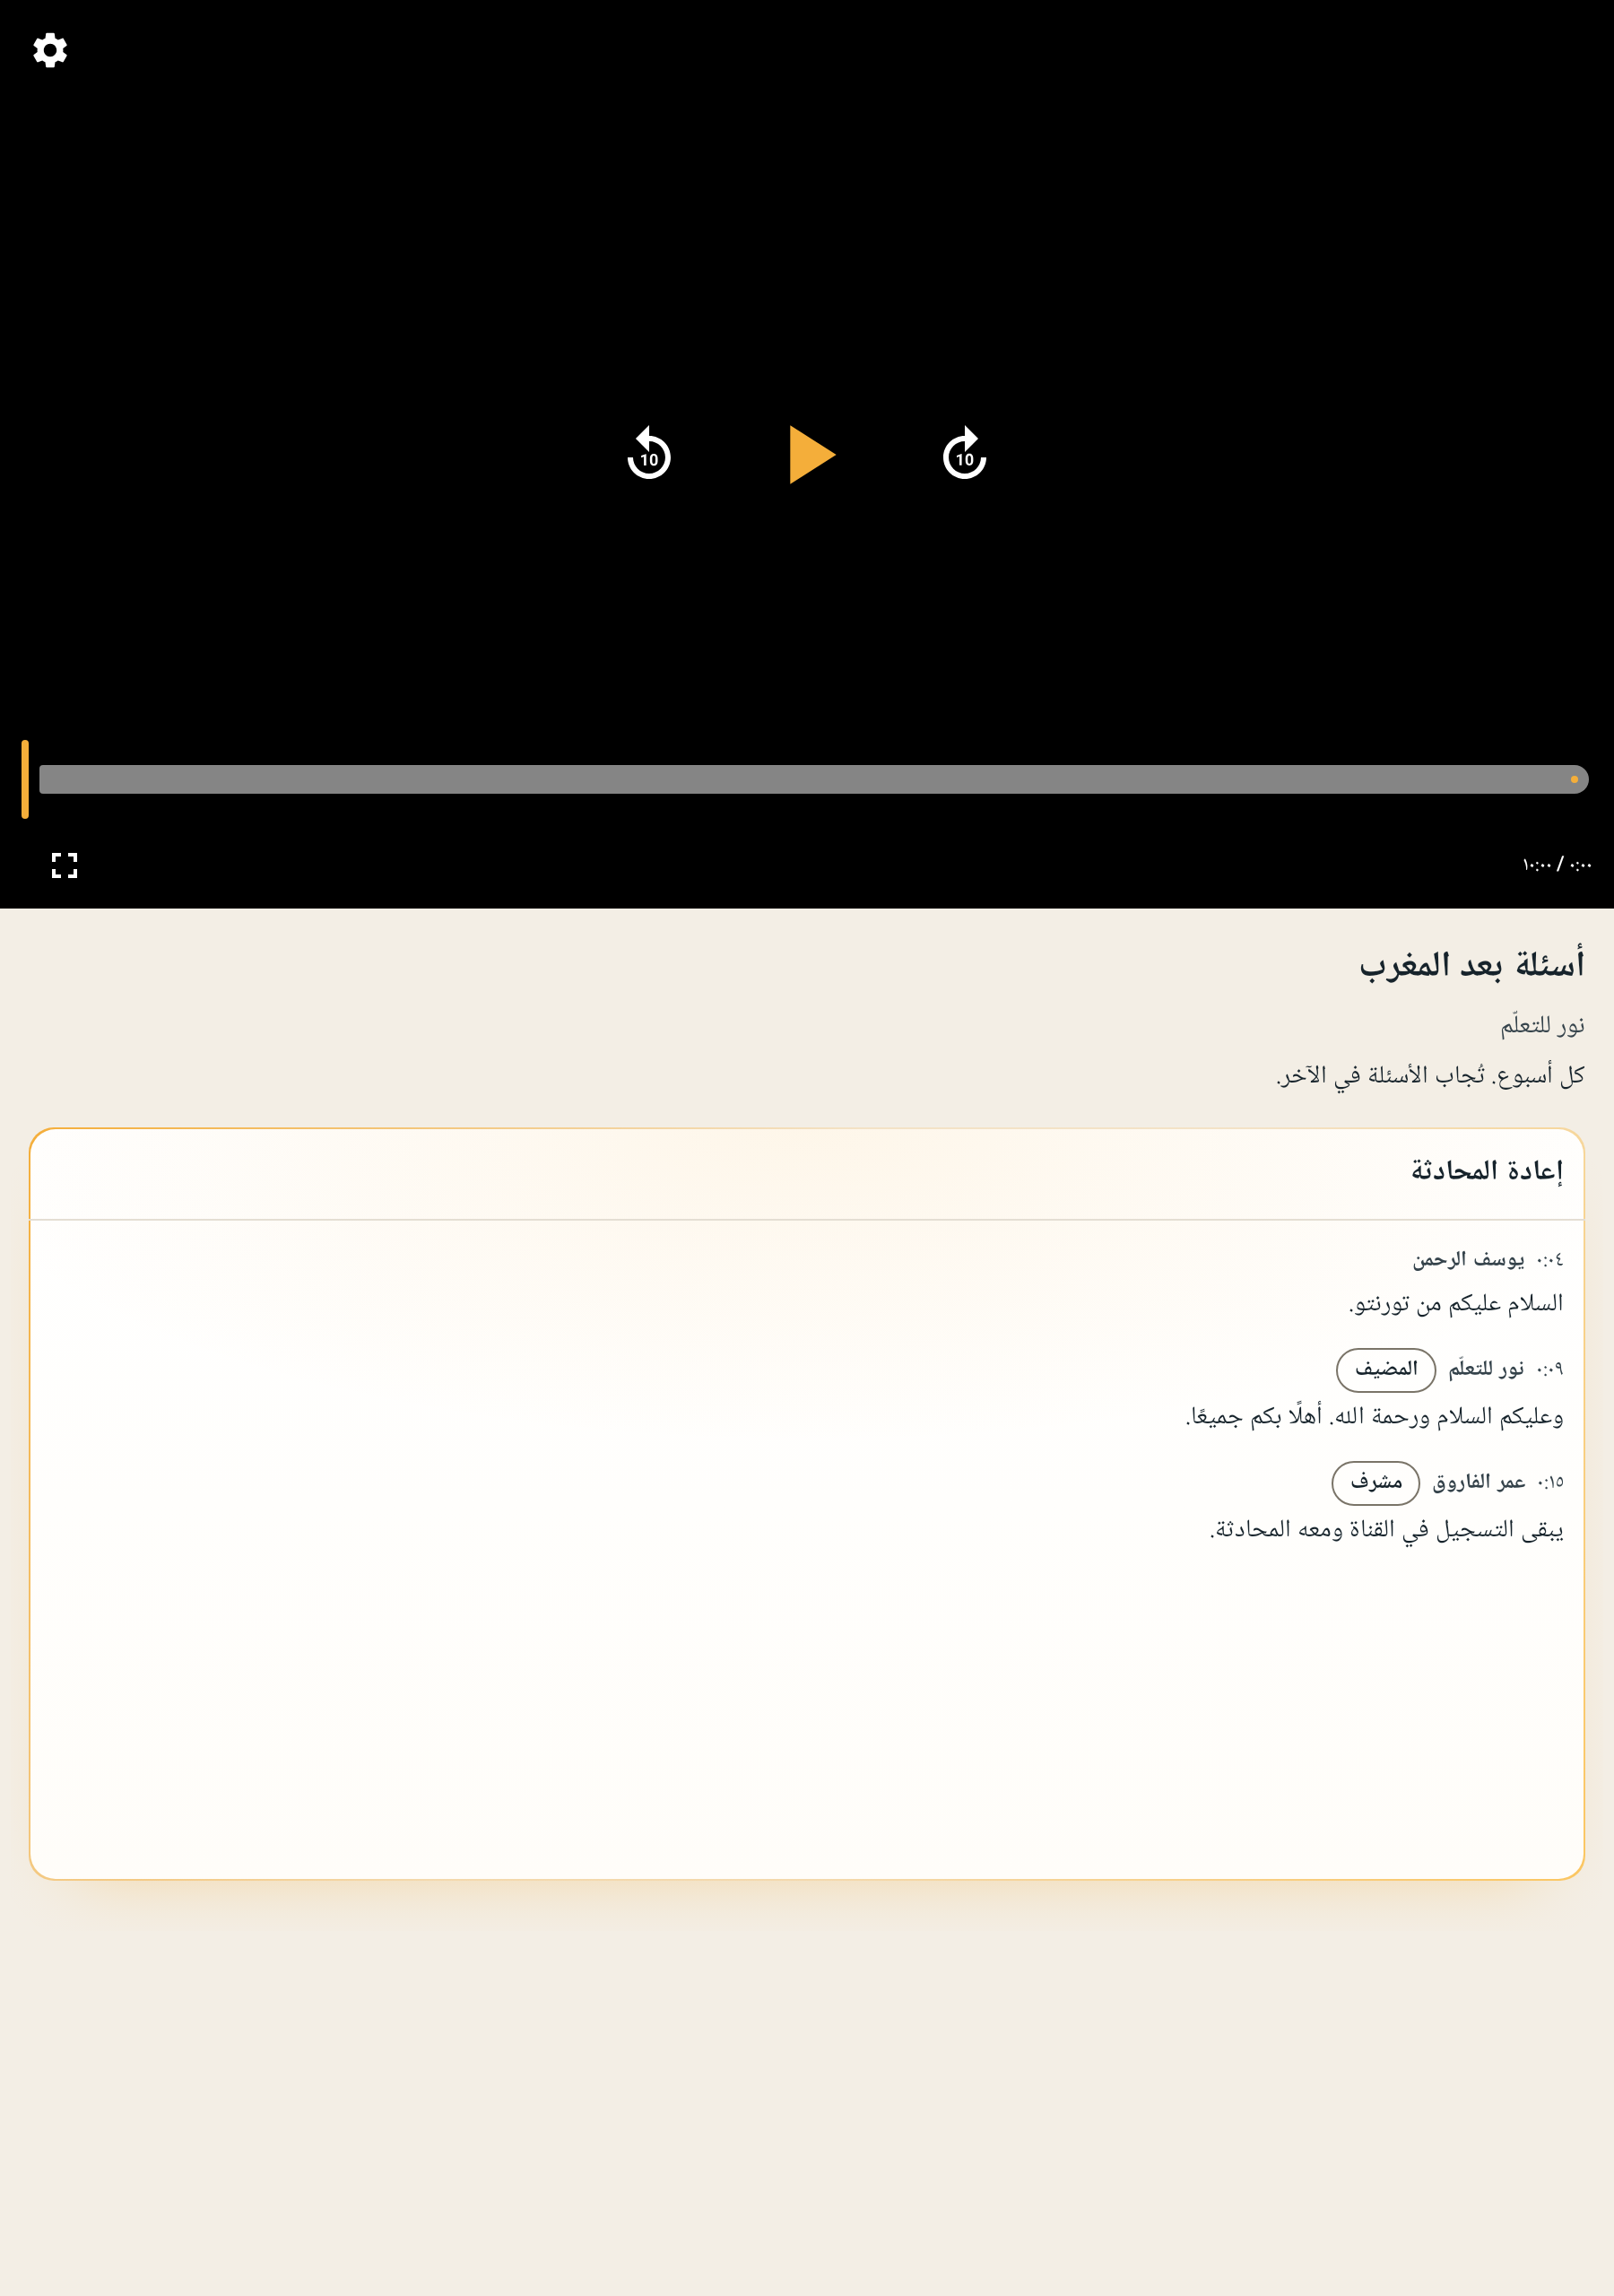 10
10
٠:٠٠ / ١٠:٠٠
أسئلة بعد المغرب
نور للتعلّم
كل أسبوع. تُجاب الأسئلة في الآخر.
إعادة المحادثة
٠:٠٤ يوسف الرحمن
السلام عليكم من تورنتو.
٠:٠٩ نور للتعلّم المضيف
وعليكم السلام ورحمة الله. أهلًا بكم جميعًا.
٠:١٥ عمر الفاروق مشرف
يبقى التسجيل في القناة ومعه المحادثة.